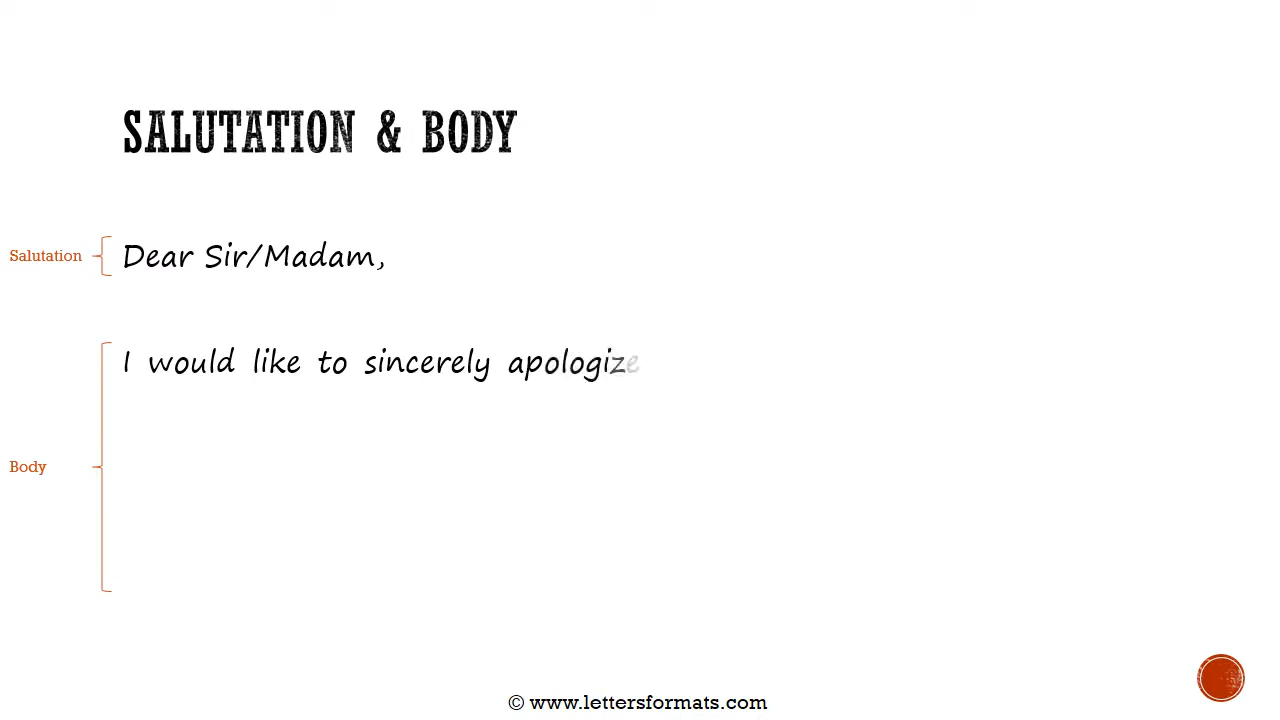 SALUTATION & BODY
Salutation
Dear Sir/Madam,
I would like to sincerely apologize
Body
© www.lettersformats.com